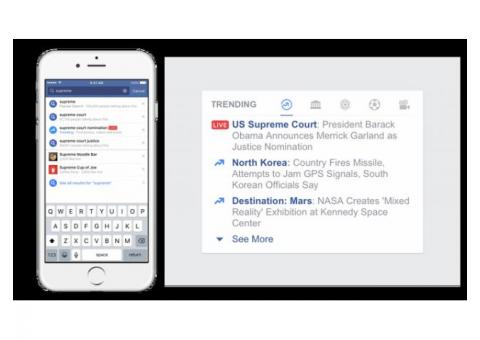 9:41 AM
supreme
Cancel
supreme
supreme court
supreme court nomination LIVE
supreme court justice
Supreme Noodle Bar
Supreme Cup of Joe
See all results for "supreme"
Q W E R T Y U I O P
A S D F G H J K L
Z X C V B N M
123 space return
TRENDING
LIVE US Supreme Court: President Barack
Obama Announces Merrick Garland as
Justice Nomination
North Korea: Country Fires Missile,
Attempts to Jam GPS Signals, South
Korean Officials Say
Destination: Mars: NASA Creates 'Mixed
Reality' Exhibition at Kennedy Space
Center
See More